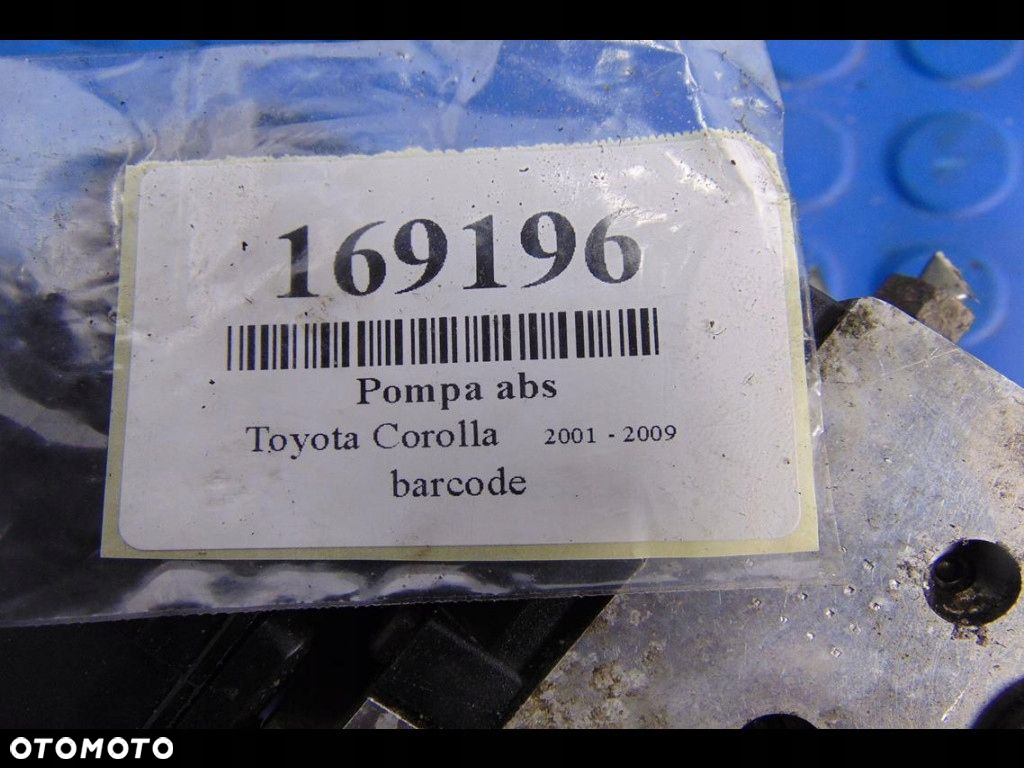 169196
Pompa abs
Toyota Corolla 2001 - 2009
barcode
OTOMOTO